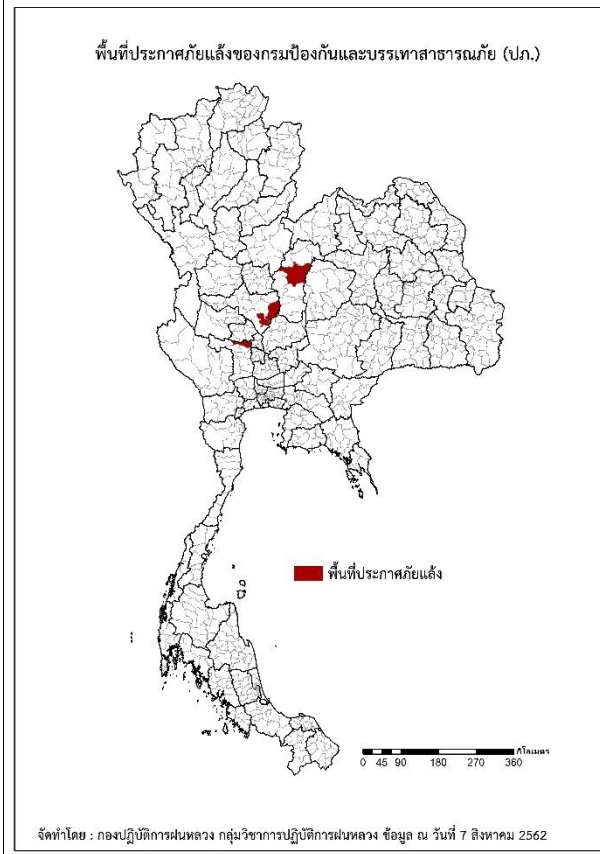 พื้นที่ประกาศภัยแล้งของกรมป้องกันและบรรเทาสาธารณภัย (ปภ.)
พื้นที่ประกาศภัยแล้ง
กิโลเมตร
0 45 90 180 270 360
จัดทำโดย : กองปฏิบัติการฝนหลวง กลุ่มวิชาการปฏิบัติการฝนหลวง ข้อมูล ณ วันที่ 7 สิงหาคม 2562